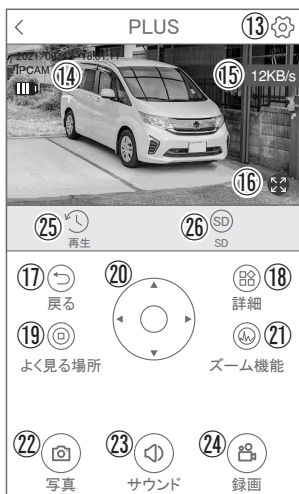 PLUS ⑬
IPCAM
⑭ ⑮ 12KB/s
⑯
㉕ ㉖ SD
再生 SD
⑰ ⑳ ⑱
戻る 詳細
⑲ ㉑
よく見る場所 ズーム機能
㉒ ㉓ ㉔
写真 サウンド 録画